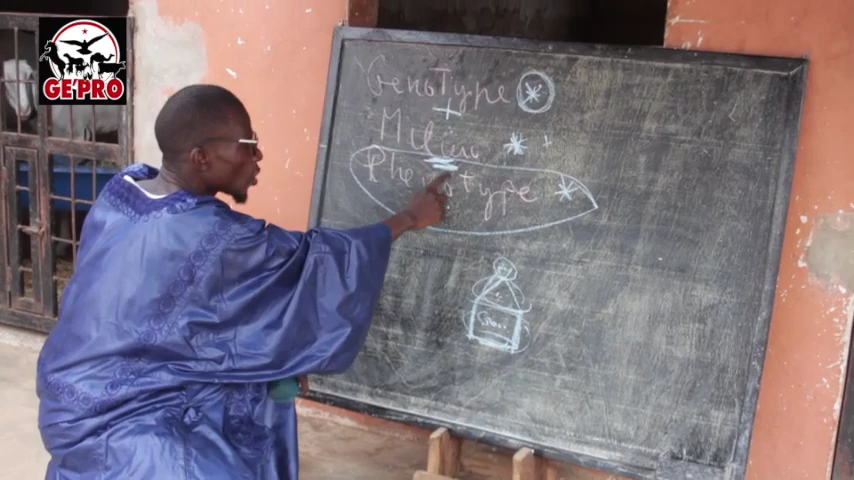 GE'PRO
Genotype
+
Milieu +
=
Phenotype